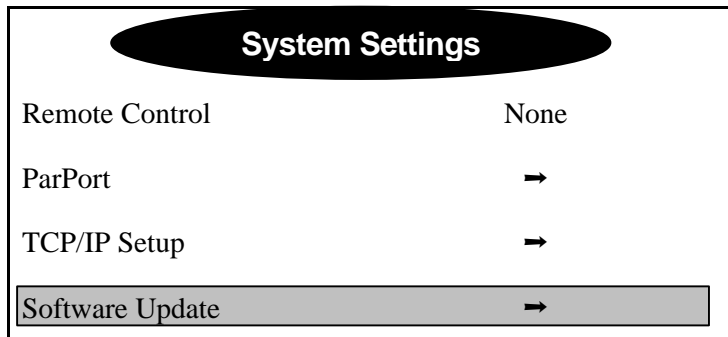 System Settings
Remote Control None
ParPort ➞
TCP/IP Setup ➞
Software Update ➞